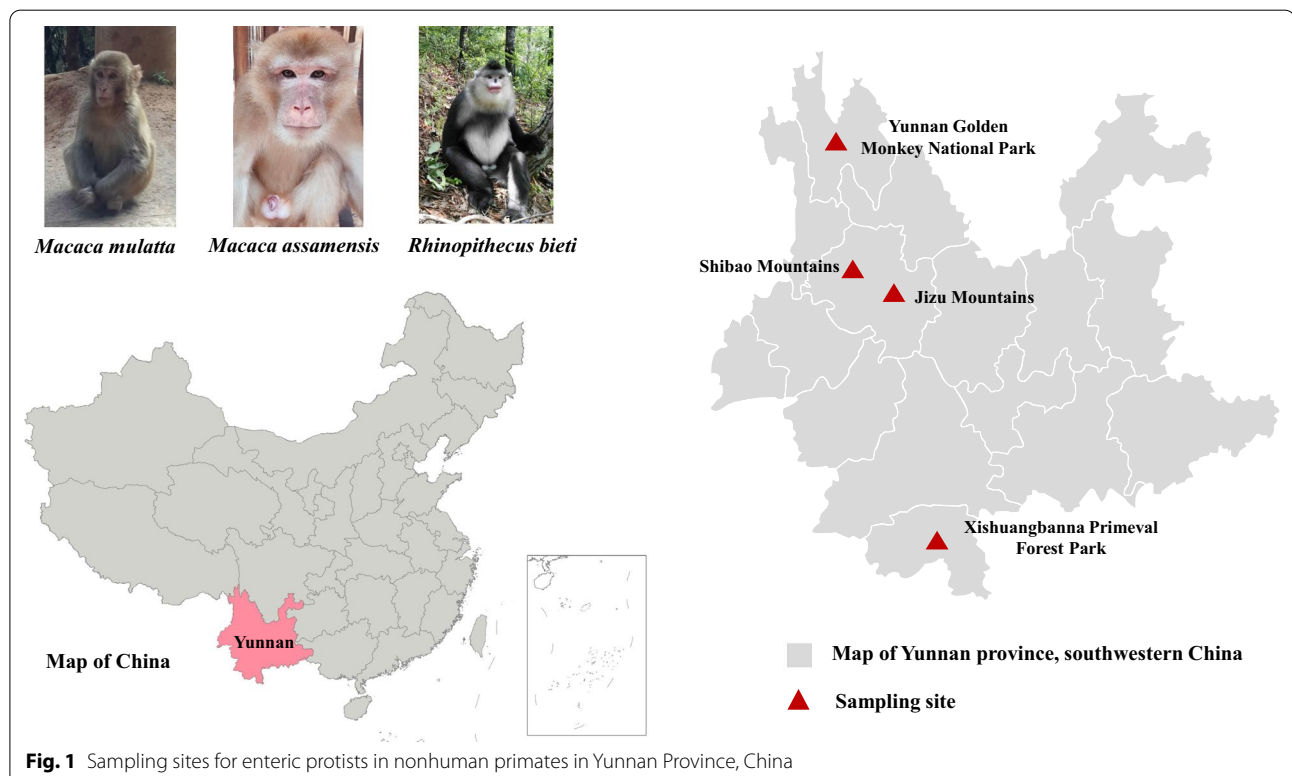 Macaca mulatta
Macaca assamensis
Rhinopithecus bieti
Yunnan Golden
Monkey National Park
Shibao Mountains
Jizu Mountains
Xishuangbanna Primeval
Forest Park
Yunnan
Map of China
Map of Yunnan province, southwestern China
Sampling site
Fig. 1 Sampling sites for enteric protists in nonhuman primates in Yunnan Province, China